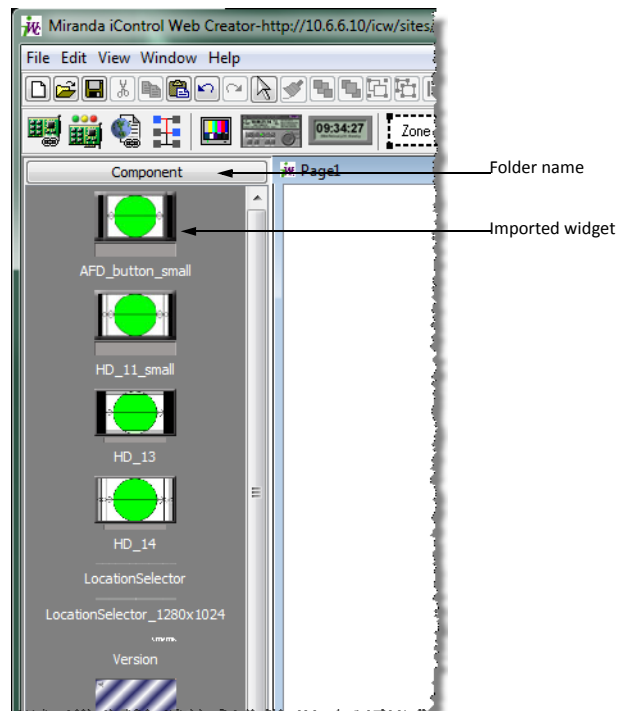 Miranda iControl Web Creator-http://10.6.6.10/icw/sites/
File Edit View Window Help
09:34:27
Zone
Component
Page1
Folder name
Imported widget
AFD_button_small
HD_11_small
HD_13
HD_14
LocationSelector
LocationSelector_1280x1024
Version